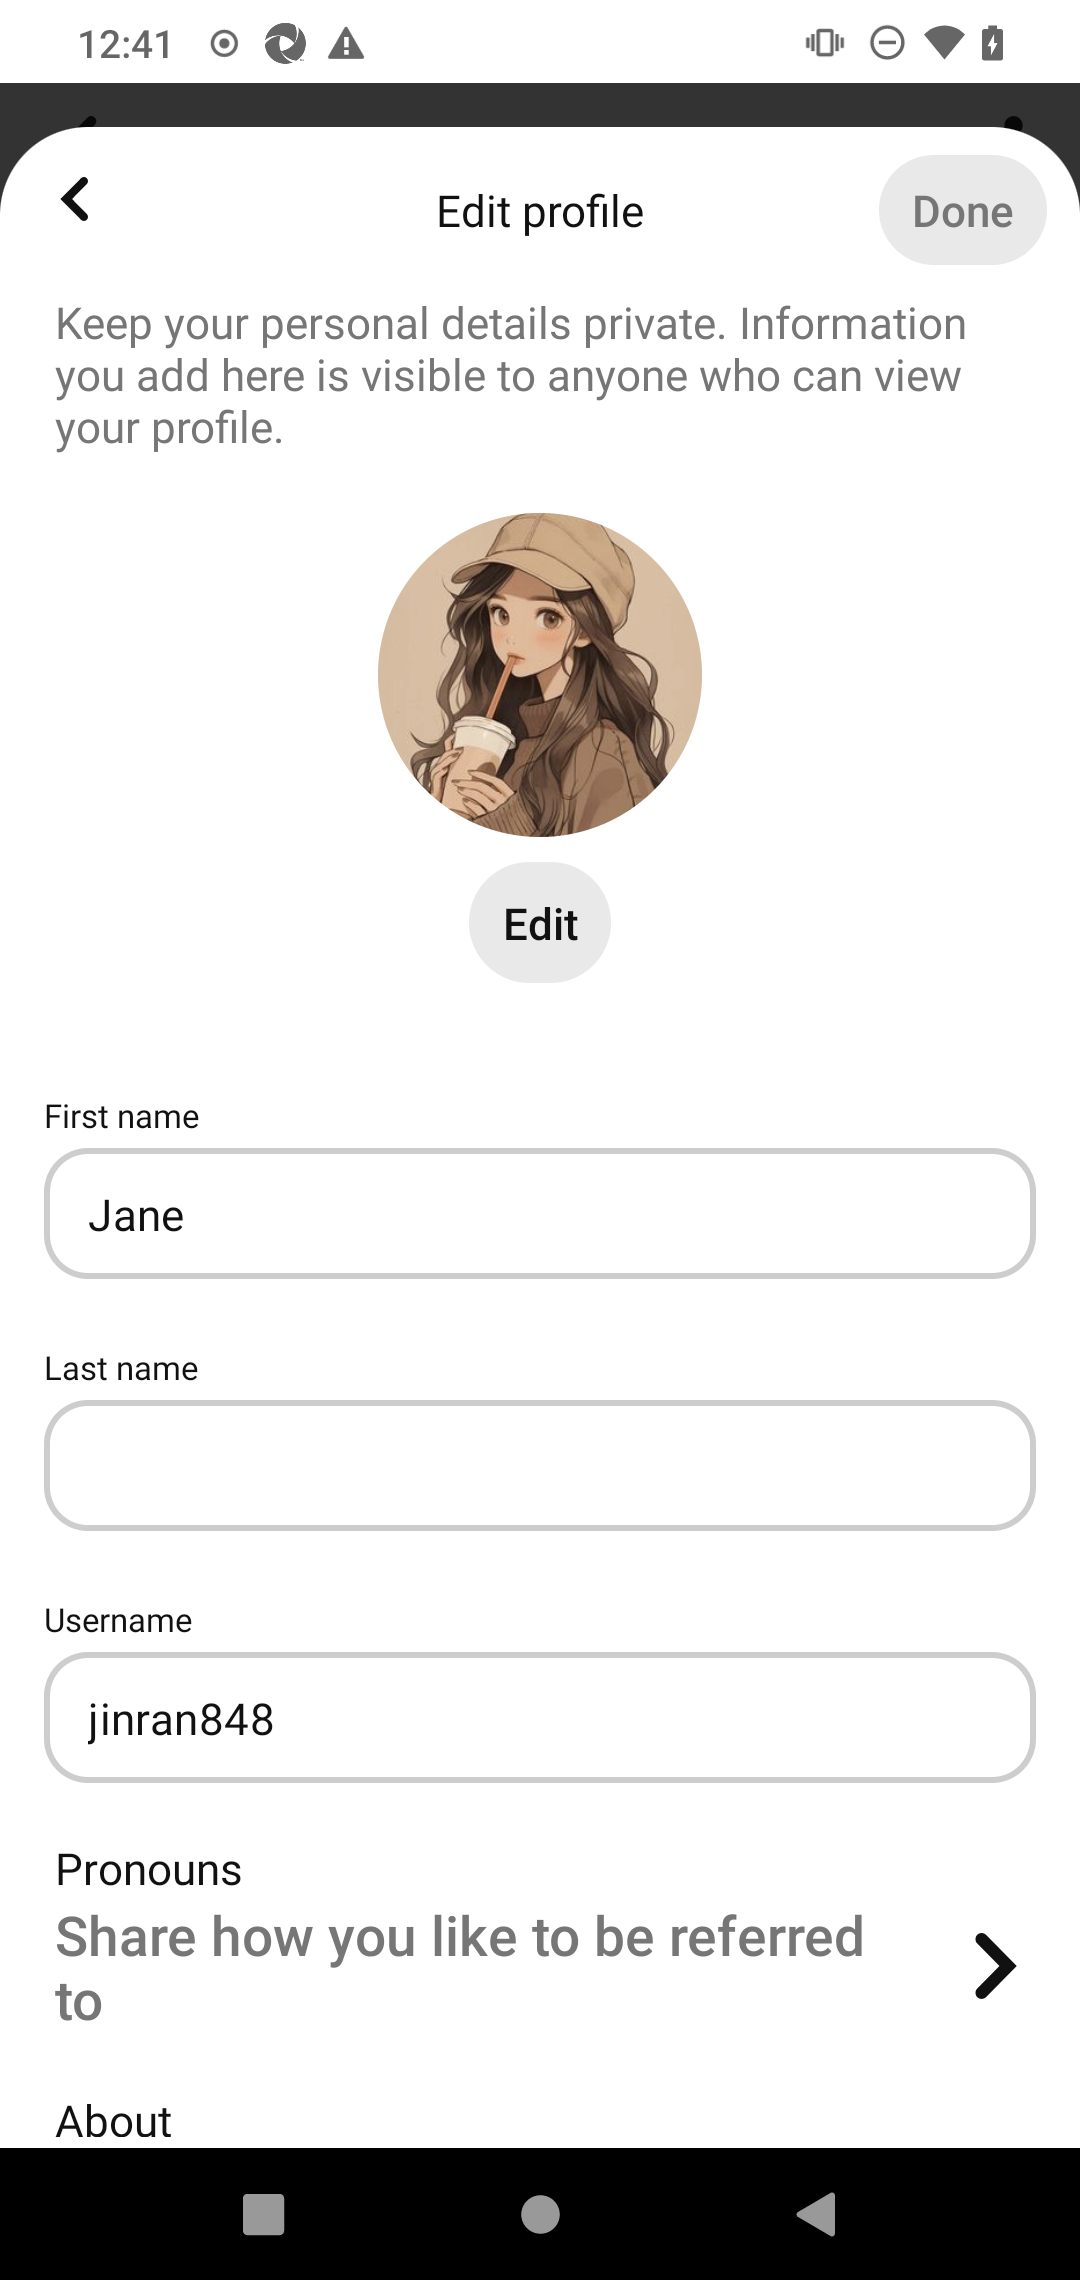 12:41
Edit profile
Done
Keep your personal details private. Information
you add here is visible to anyone who can view
your profile.
Edit
First name
Jane
Last name
Username
jinran848
Pronouns
Share how you like to be referred
to
About